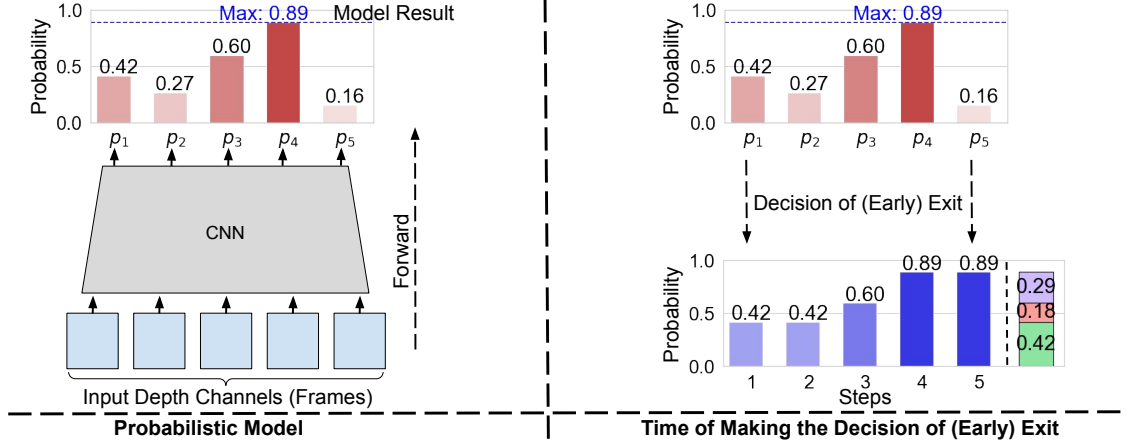 Max: 0.89
Model Result
Probability
1.0
0.5
0.0
0.42
0.27
0.60
0.16
p1
p2
p3
p4
p5
CNN
Forward
Input Depth Channels (Frames)
Probabilistic Model
Max: 0.89
Probability
1.0
0.5
0.0
0.42
0.27
0.60
0.16
p1
p2
p3
p4
p5
Decision of (Early) Exit
Probability
1.0
0.5
0.0
0.42
0.42
0.60
0.89
0.89
0.29
0.18
0.42
1
2
3
4
5
Steps
Time of Making the Decision of (Early) Exit